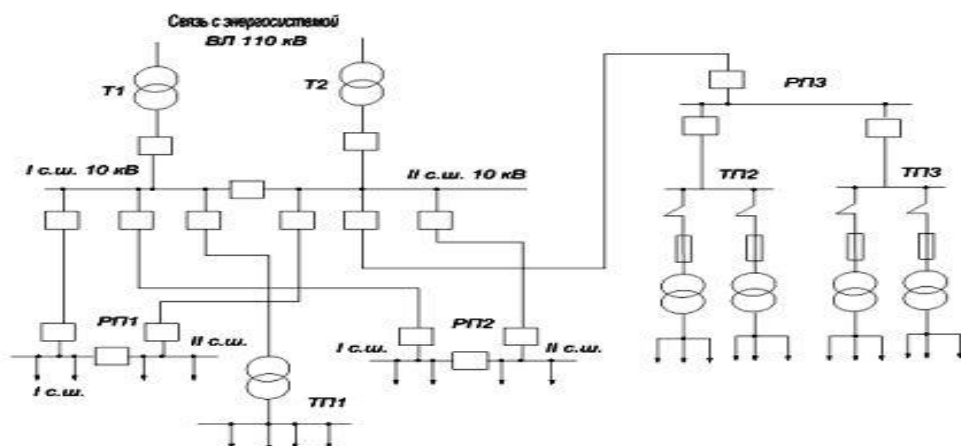 Связь с энергосистемой
ВЛ 110 кВ
Т1
Т2
РП3
I с.ш. 10 кВ
II с.ш. 10 кВ
ТП2
ТП3
РП1
II с.ш.
I с.ш.
РП2
I с.ш.
II с.ш.
ТП1